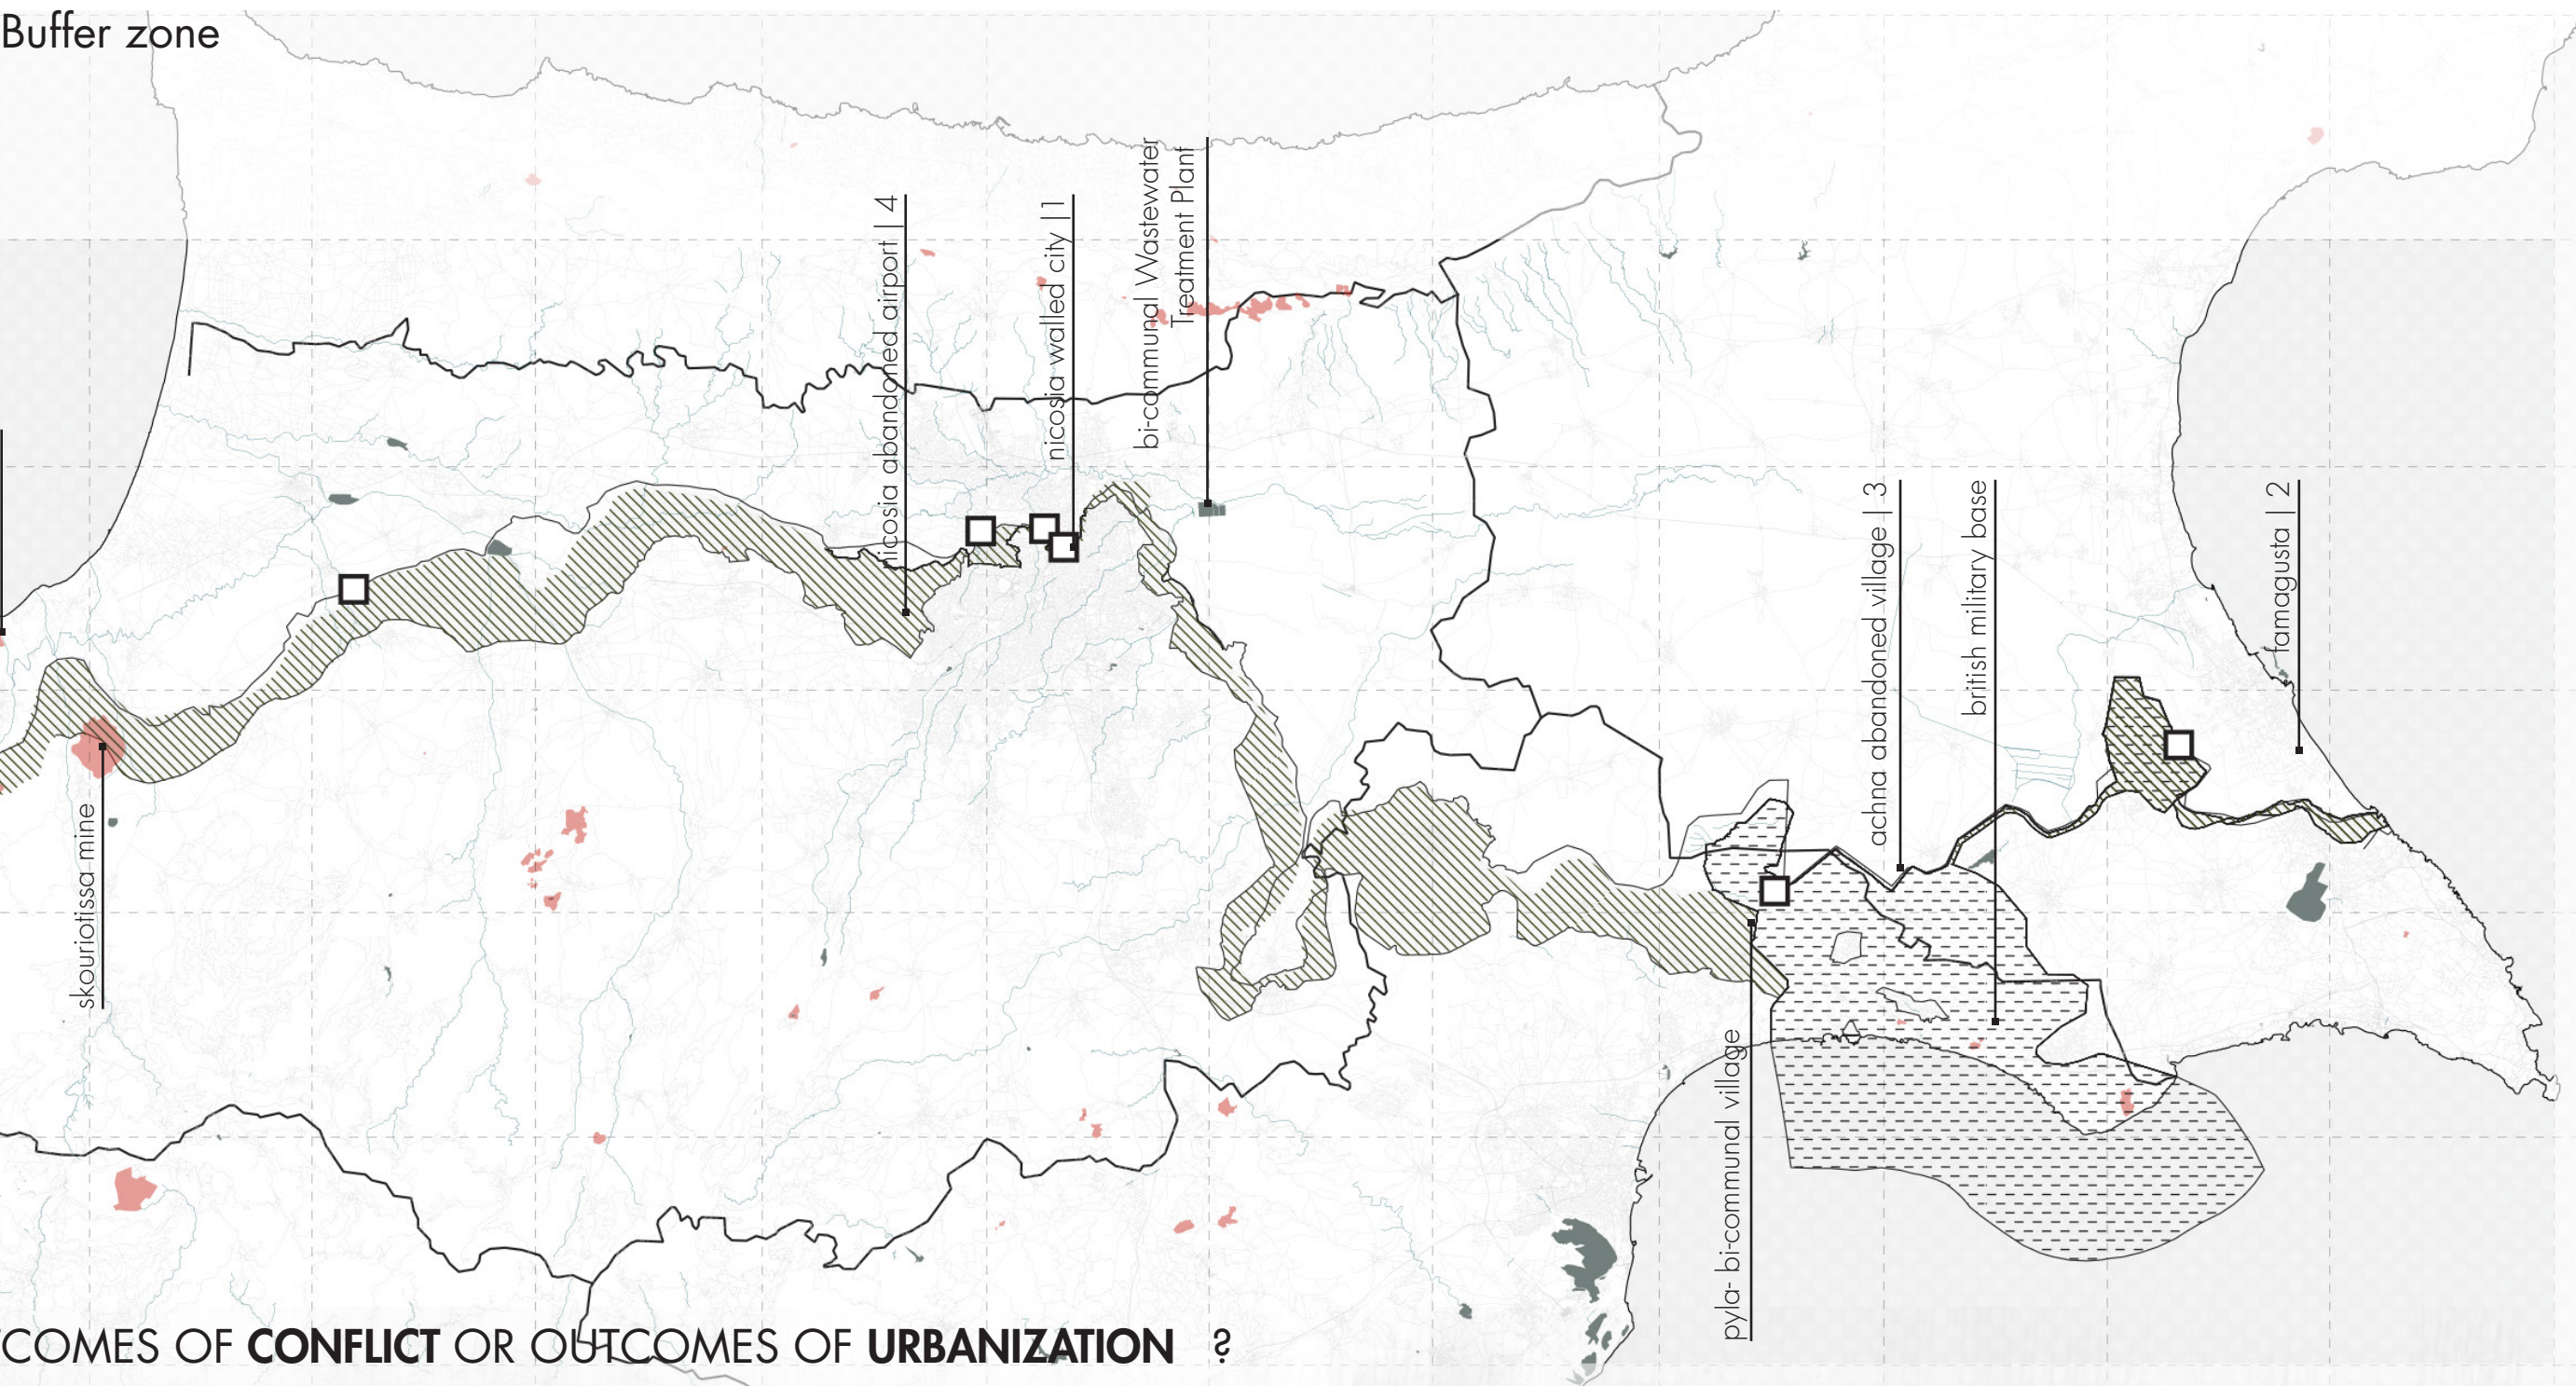 Buffer zone
skouriotissa mine
nicosia abandoned airport | 4
nicosia walled city | 1
bi-communal Wastewater
Treatment Plant
pyla- bi-communal village
achna abandoned village | 3
british military base
famagusta | 2
COMES OF CONFLICT OR OUTCOMES OF URBANIZATION ?